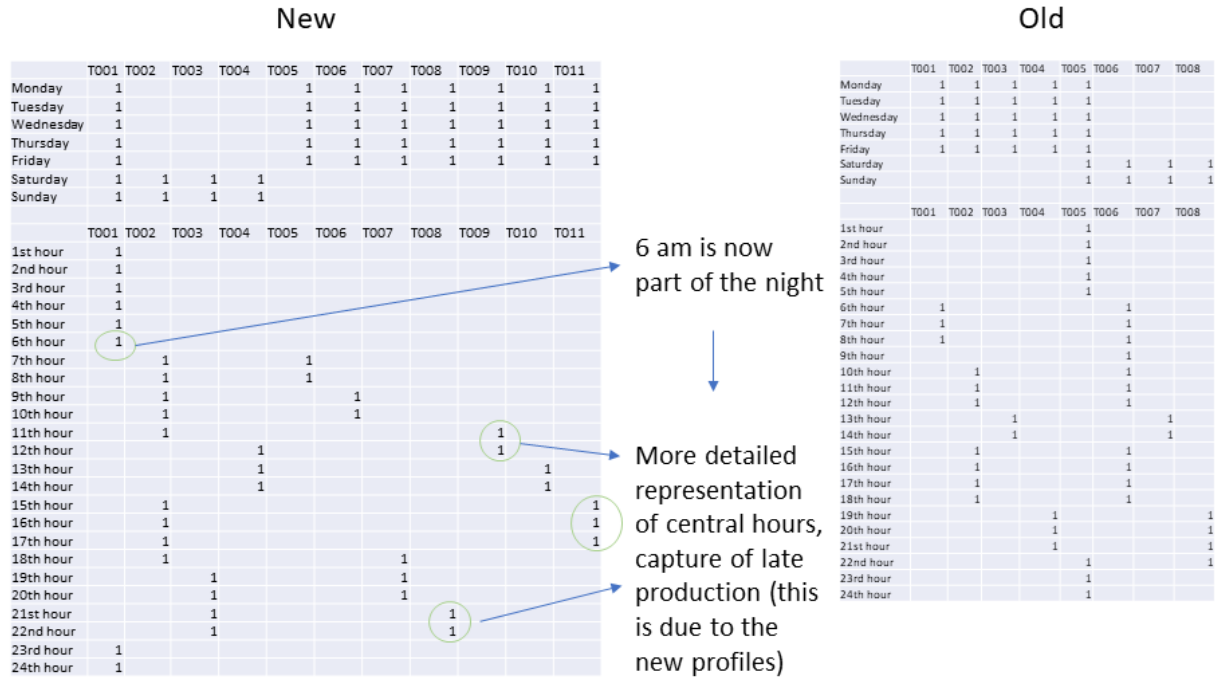 New
T001 T002 T003 T004 T005 T006 T007 T008 T009 T010 T011
Monday 1 1 1 1 1 1 1 1
Tuesday 1 1 1 1 1 1 1 1
Wednesday 1 1 1 1 1 1 1 1
Thursday 1 1 1 1 1 1 1 1
Friday 1 1 1 1 1 1 1 1
Saturday 1 1 1 1
Sunday 1 1 1 1
T001 T002 T003 T004 T005 T006 T007 T008 T009 T010 T011
1st hour 1
2nd hour 1
3rd hour 1
4th hour 1
5th hour 1
6th hour 1
7th hour 1 1
8th hour 1 1
9th hour 1 1
10th hour 1 1
11th hour 1 1
12th hour 1 1
13th hour 1 1
14th hour 1 1
15th hour 1 1
16th hour 1 1
17th hour 1 1
18th hour 1 1
19th hour 1 1
20th hour 1 1
21st hour 1 1
22nd hour 1 1
23rd hour 1
24th hour 1
6 am is now
part of the night
More detailed
representation
of central hours,
capture of late
production (this
is due to the
new profiles)
Old
T001 T002 T003 T004 T005 T006 T007 T008
Monday 1 1 1 1 1
Tuesday 1 1 1 1 1
Wednesday 1 1 1 1 1
Thursday 1 1 1 1 1
Friday 1 1 1 1 1
Saturday 1 1 1 1
Sunday 1 1 1 1
T001 T002 T003 T004 T005 T006 T007 T008
1st hour 1
2nd hour 1
3rd hour 1
4th hour 1
5th hour 1
6th hour 1 1
7th hour 1 1
8th hour 1 1
9th hour 1
10th hour 1 1
11th hour 1 1
12th hour 1 1
13th hour 1 1
14th hour 1 1
15th hour 1 1
16th hour 1 1
17th hour 1 1
18th hour 1 1
19th hour 1 1
20th hour 1 1
21st hour 1 1
22nd hour 1 1
23rd hour 1
24th hour 1